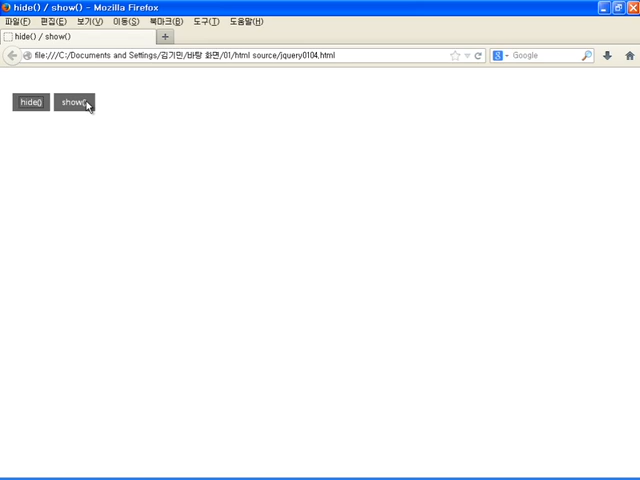 hide() / show() - Mozilla Firefox
파일(F) 편집(E) 보기(V) 이동(S) 북마크(B) 도구(T) 도움말(H)
hide() / show()
file:///C:/Documents and Settings/김기민/바탕 화면/01/html source/jquery0104.html
Google
hide() show()